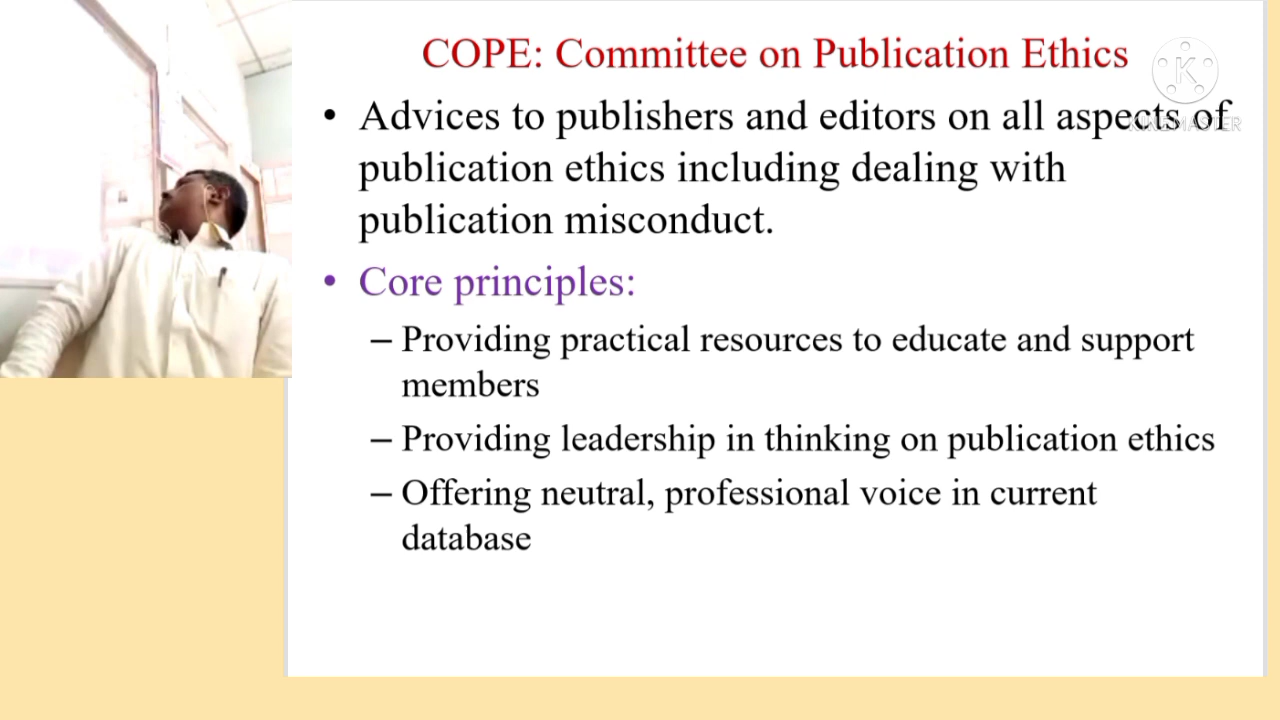 COPE: Committee on Publication Ethics
• Advices to publishers and editors on all aspects of
publication ethics including dealing with
publication misconduct.
• Core principles:
– Providing practical resources to educate and support
members
– Providing leadership in thinking on publication ethics
– Offering neutral, professional voice in current
database
K
KINEMASTER